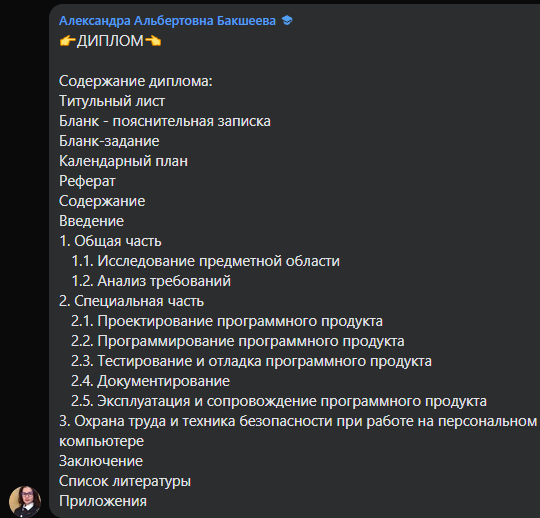 Александра Альбертовна Бакшеева
👉ДИПЛОМ👈
Содержание диплома:
Титульный лист
Бланк - пояснительная записка
Бланк-задание
Календарный план
Реферат
Содержание
Введение
1. Общая часть
1.1. Исследование предметной области
1.2. Анализ требований
2. Специальная часть
2.1. Проектирование программного продукта
2.2. Программирование программного продукта
2.3. Тестирование и отладка программного продукта
2.4. Документирование
2.5. Эксплуатация и сопровождение программного продукта
3. Охрана труда и техника безопасности при работе на персональном
компьютере
Заключение
Список литературы
Приложения